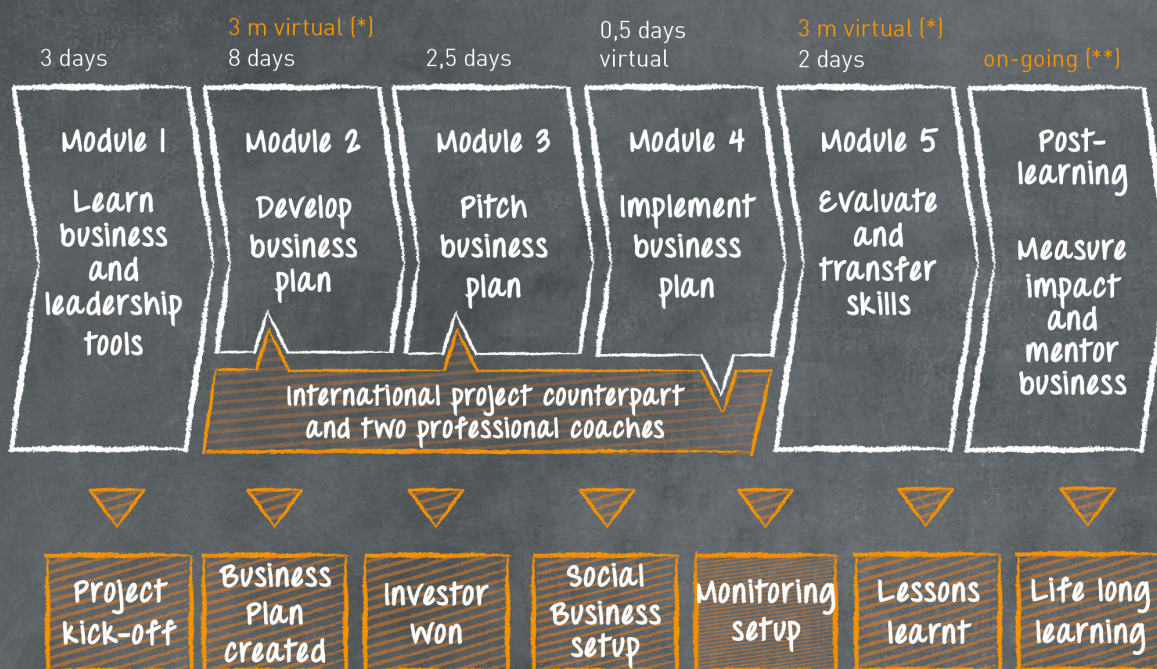 3 days
3 m virtual (*)
8 days
2,5 days
0,5 days
virtual
3 m virtual (*)
2 days
on-going (**)
Module 1
Learn
business
and
leadership
tools
Module 2
Develop
business
plan
Module 3
Pitch
business
plan
Module 4
Implement
business
plan
Module 5
Evaluate
and
transfer
skills
Post-
learning
Measure
impact
and
mentor
business
International project counterpart
and two professional coaches
Project
kick-off
Business
Plan
created
Investor
won
Social
Business
setup
Monitoring
setup
Lessons
learnt
Life long
learning